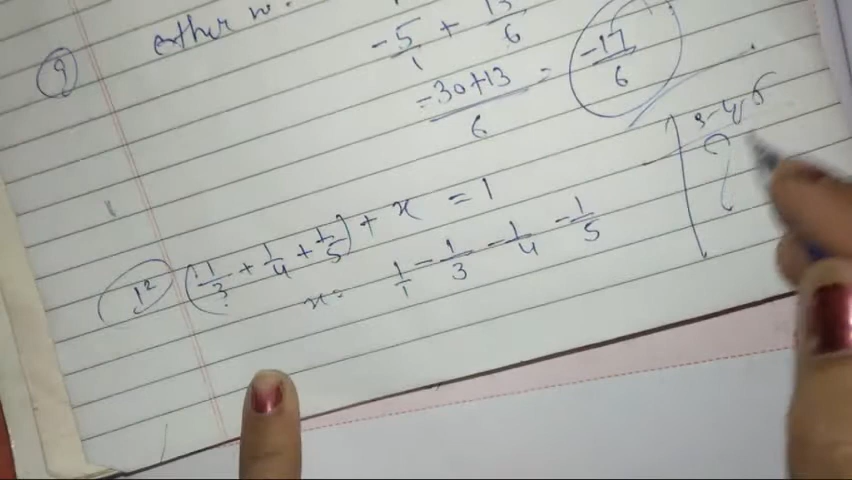 9
-5/1 + 13/6
= -30+13/6 = -17/6
12 (1/3 + 1/4 + 1/5) + x = 1
x = 1/1 - 1/3 - 1/4 - 1/5